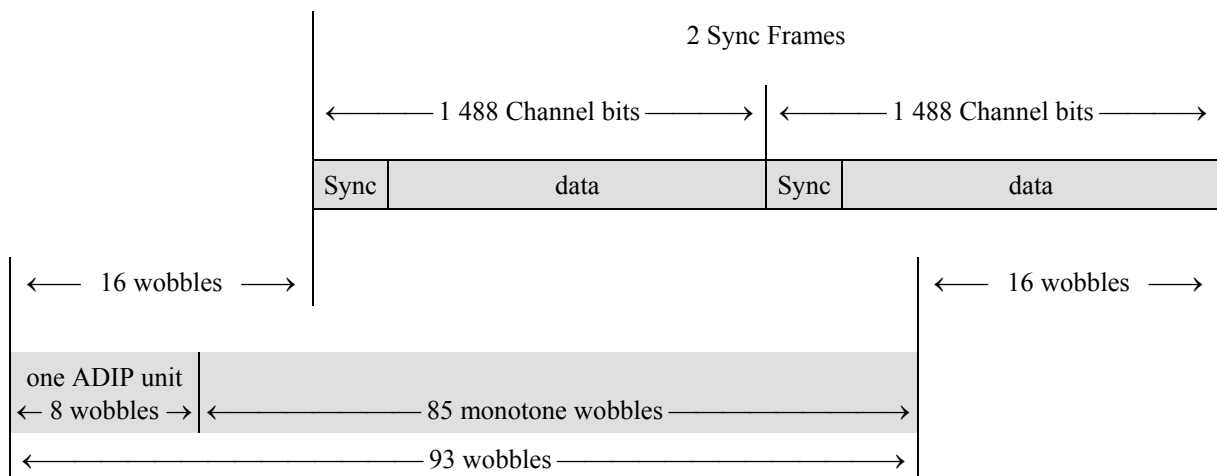 2 Sync Frames
1 488 Channel bits 1 488 Channel bits
Sync data Sync data
16 wobbles 16 wobbles
one ADIP unit
8 wobbles 85 monotone wobbles
93 wobbles